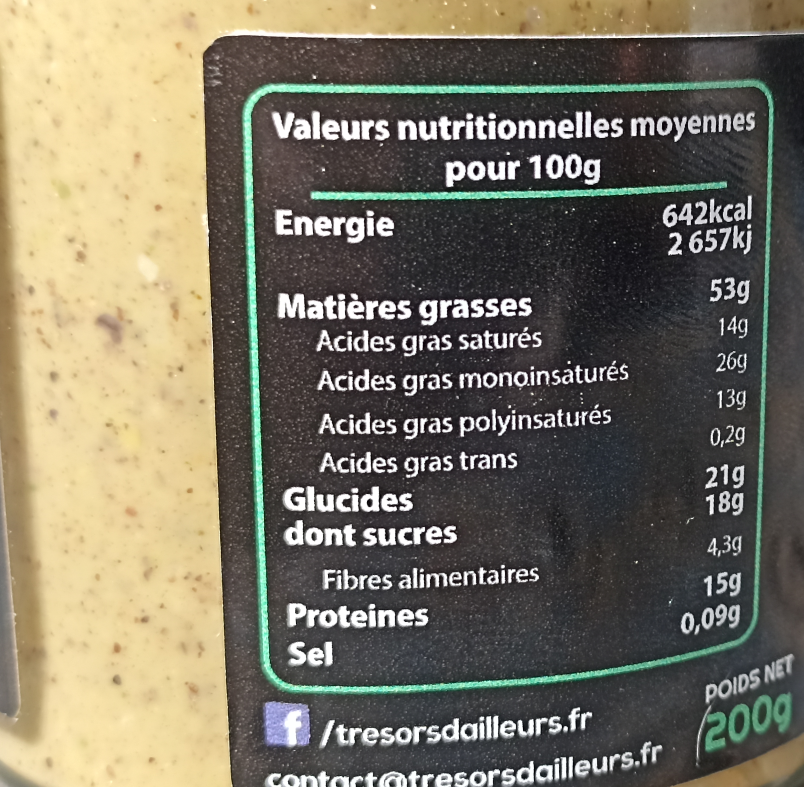 Valeurs nutritionnelles moyennes
pour 100g
Energie 642kcal
2 657kj
Matières grasses 53g
Acides gras saturés 14g
Acides gras monoinsaturés 26g
Acides gras polyinsaturés 13g
Acides gras trans 0,2g
Glucides 21g
dont sucres 18g
Fibres alimentaires 4,3g
Proteines 15g
Sel 0,09g
f /tresorsdailleurs.fr
contact@tresorsdailleurs.fr
POIDS NET
200g